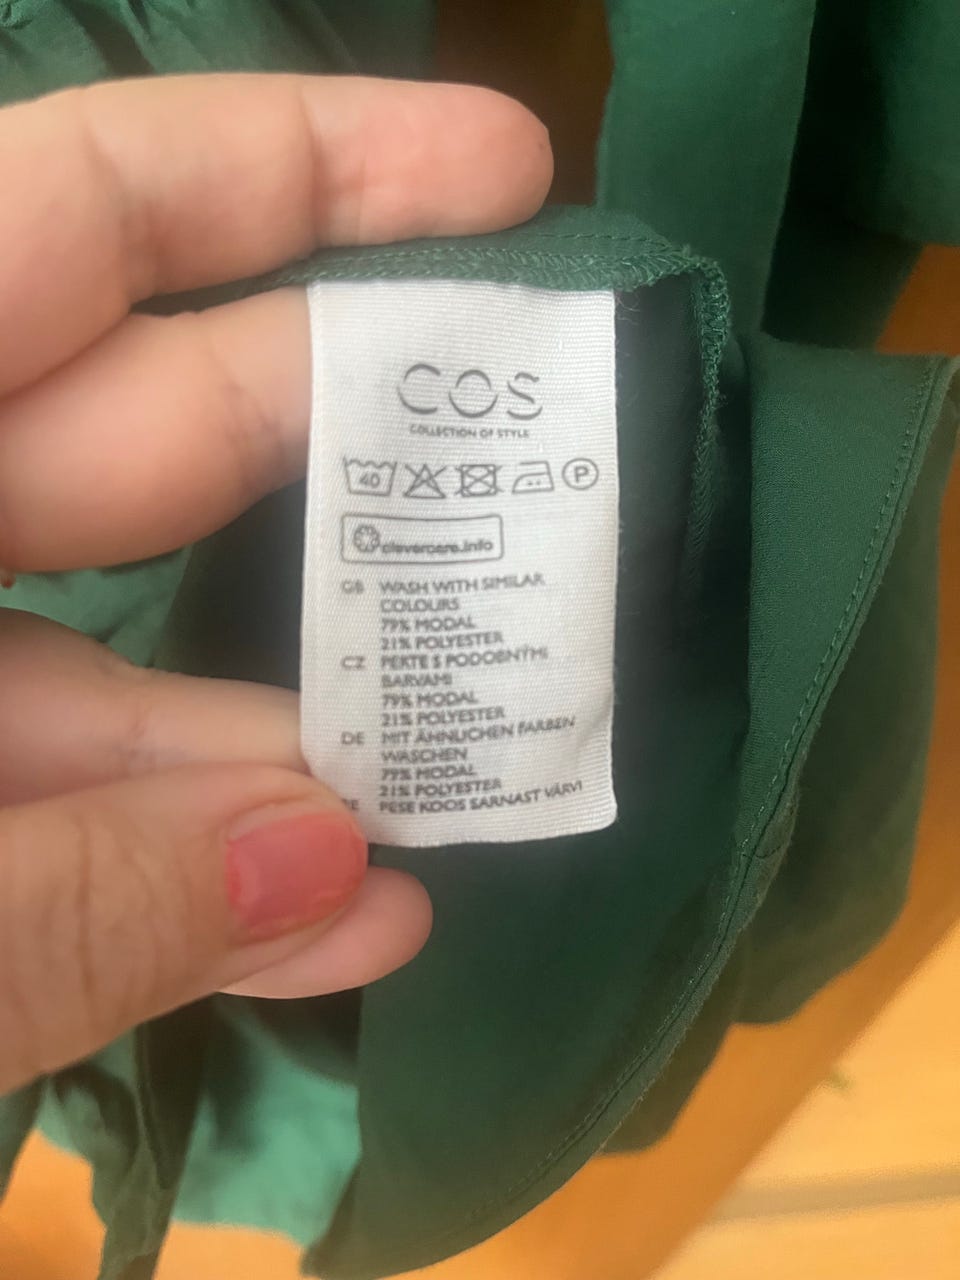 COS
COLLECTION OF STYLE
40
P
clevercare.info
GB WASH WITH SIMILAR
COLOURS
79% MODAL
21% POLYESTER
CZ PERTE S PODOBNÝMI
BARVAMI
79% MODAL
21% POLYESTER
DE MIT ÄHNLICHEN FARBEN
WASCHEN
79% MODAL
21% POLYESTER
PESE KOOS SARNAST VÄRVI